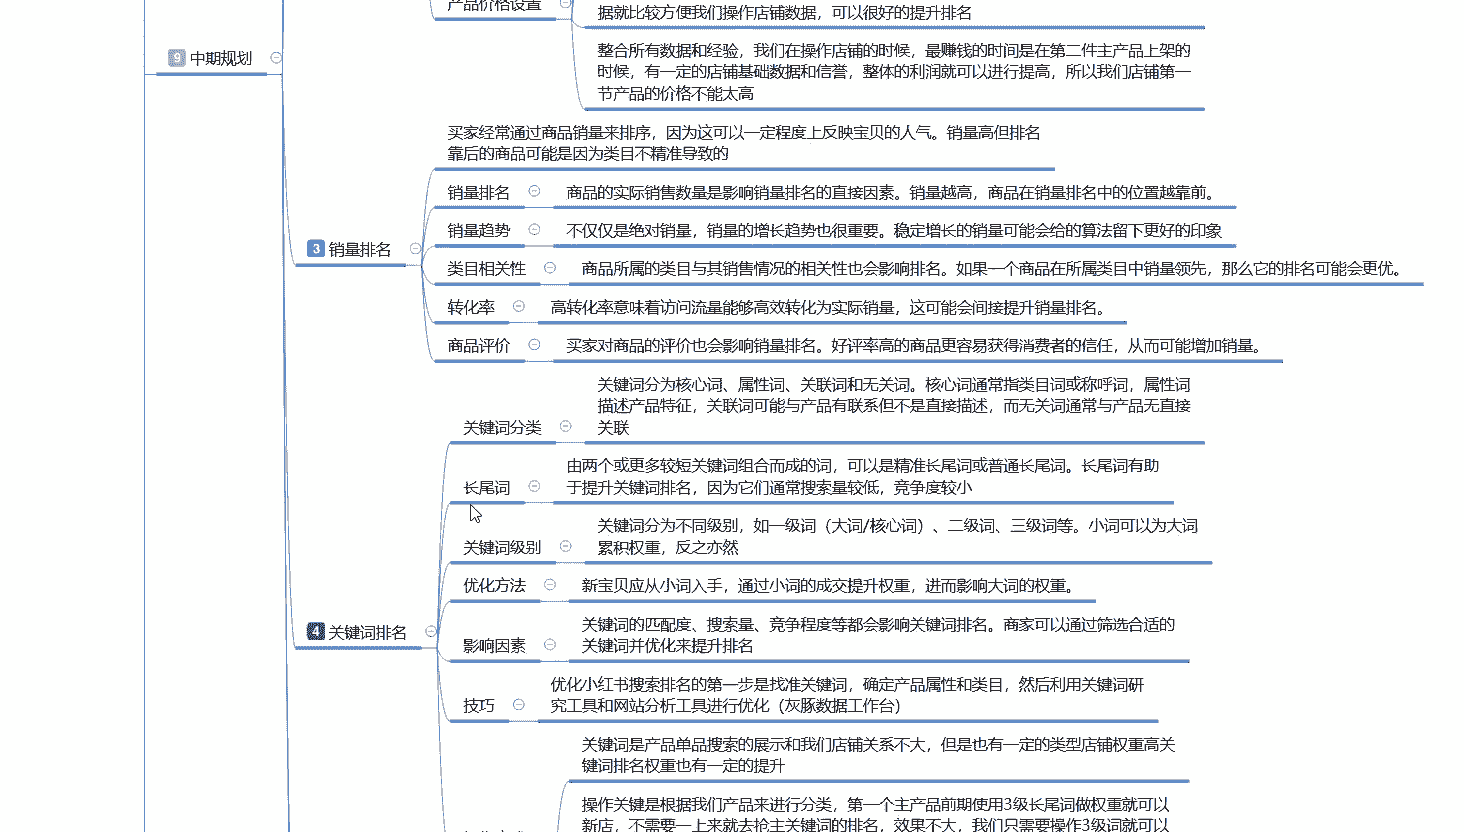 产品价格设置
据就比较方便我们操作店铺数据，可以很好的提升排名
9 中期规划
整合所有数据和经验，我们在操作店铺的时候，最赚钱的时间是在第二件主产品上架的
时候，有一定的店铺基础数据和信誉，整体的利润就可以进行提高，所以我们店铺第一
节产品的价格不能太高
买家经常通过商品销量来排序，因为这可以一定程度上反映宝贝的人气。销量高但排名
靠后的商品可能是因为类目不精准导致的
销量排名
商品的实际销售数量是影响销量排名的直接因素。销量越高，商品在销量排名中的位置越靠前。
销量趋势
不仅仅是绝对销量，销量的增长趋势也很重要。稳定增长的销量可能会给的算法留下更好的印象
3 销量排名
类目相关性
商品所属的类目与其销售情况的相关性也会影响排名。如果一个商品在所属类目中销量领先，那么它的排名可能会更优。
转化率
高转化率意味着访问流量能够高效转化为实际销量，这可能会间接提升销量排名。
商品评价
买家对商品的评价也会影响销量排名。好评率高的商品更容易获得消费者的信任，从而可能增加销量。
关键词分类
关键词分为核心词、属性词、关联词和无关词。核心词通常指类目词或称呼词，属性词
描述产品特征，关联词可能与产品有联系但不是直接描述，而无关词通常与产品无直接
关联
长尾词
由两个或更多较短关键词组合而成的词，可以是精准长尾词或普通长尾词。长尾词有助
于提升关键词排名，因为它们通常搜索量较低，竞争度较小
关键词级别
关键词分为不同级别，如一级词（大词/核心词）、二级词、三级词等。小词可以为大词
累积权重，反之亦然
优化方法
新宝贝应从小词入手，通过小词的成交提升权重，进而影响大词的权重。
4 关键词排名
影响因素
关键词的匹配度、搜索量、竞争程度等都会影响关键词排名。商家可以通过筛选合适的
关键词并优化来提升排名
技巧
优化小红书搜索排名的第一步是找准关键词，确定产品属性和类目，然后利用关键词研
究工具和网站分析工具进行优化（灰豚数据工作台）
关键词是产品单品搜索的展示和我们店铺关系不大，但是也有一定的类型店铺权重高关
键词排名权重也有一定的提升
操作关键是根据我们产品来进行分类，第一个主产品前期使用3级长尾词做权重就可以
新店，不需要一上来就去抢主关键词的排名，效果不大，我们只需要操作3级词就可以